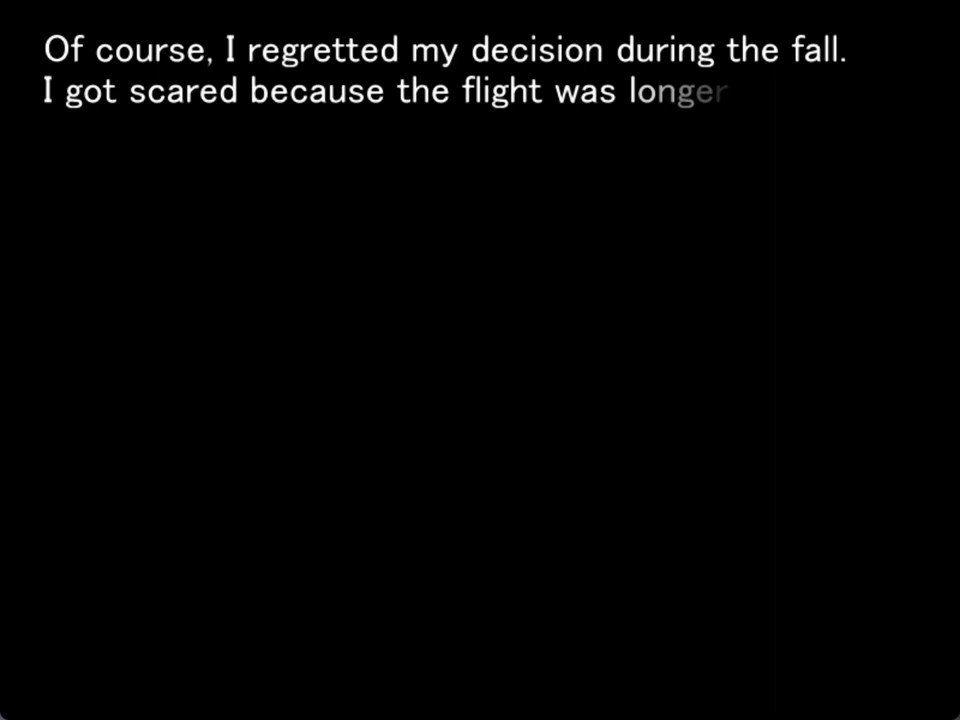 Of course, I regretted my decision during the fall.
I got scared because the flight was longer